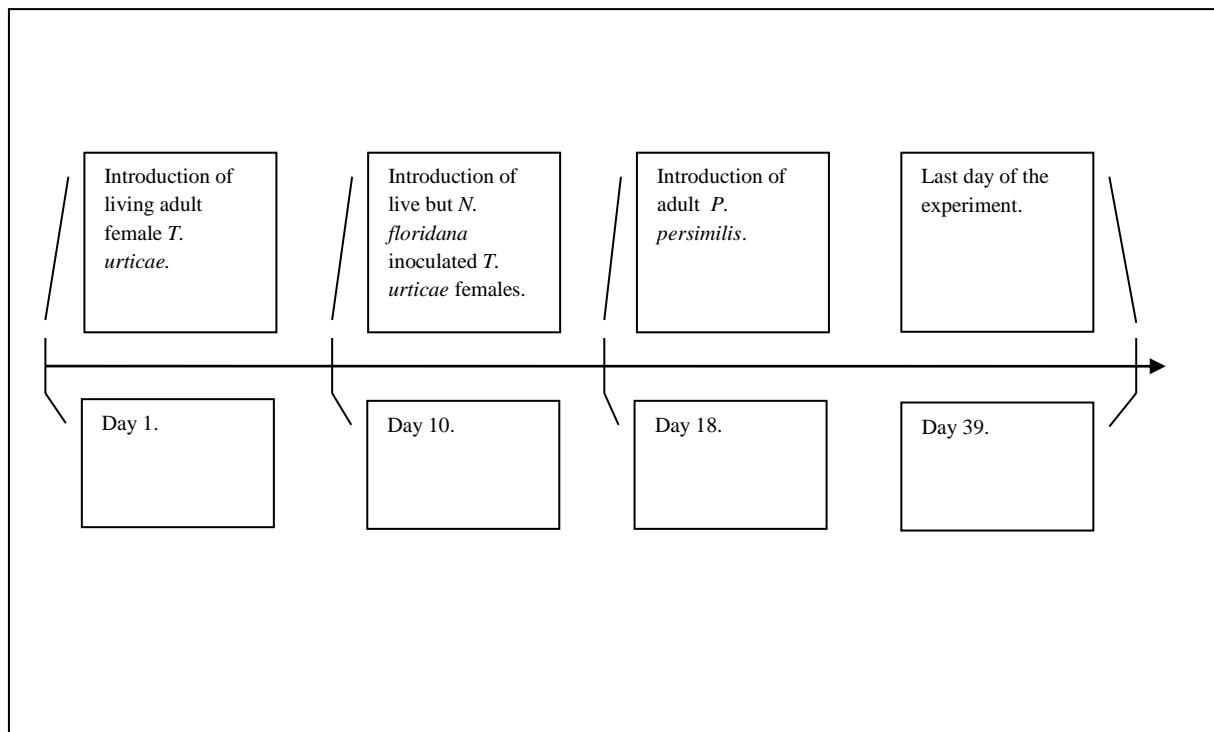 Introduction of
living adult
female T.
urticae.
Introduction of
live but N.
floridana
inoculated T.
urticae females.
Introduction of
adult P.
persimilis.
Last day of the
experiment.
Day 1.
Day 10.
Day 18.
Day 39.